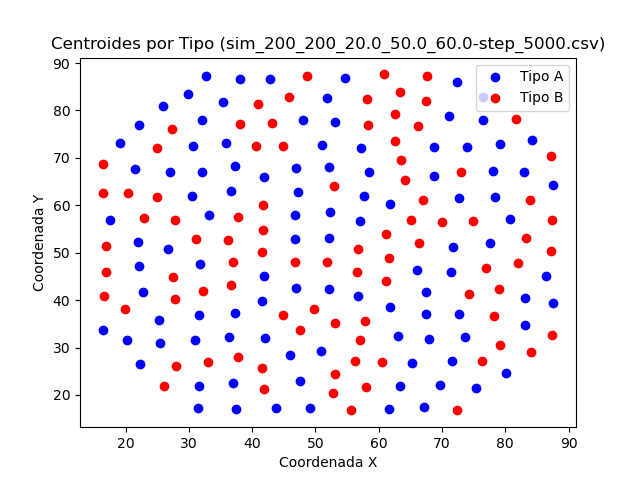 Centroides por Tipo (sim_200_200_20.0_50.0_60.0-step_5000.csv)
Tipo A
Tipo B
90
80
70
60
50
40
30
20
Coordenada Y
20 30 40 50 60 70 80 90
Coordenada X